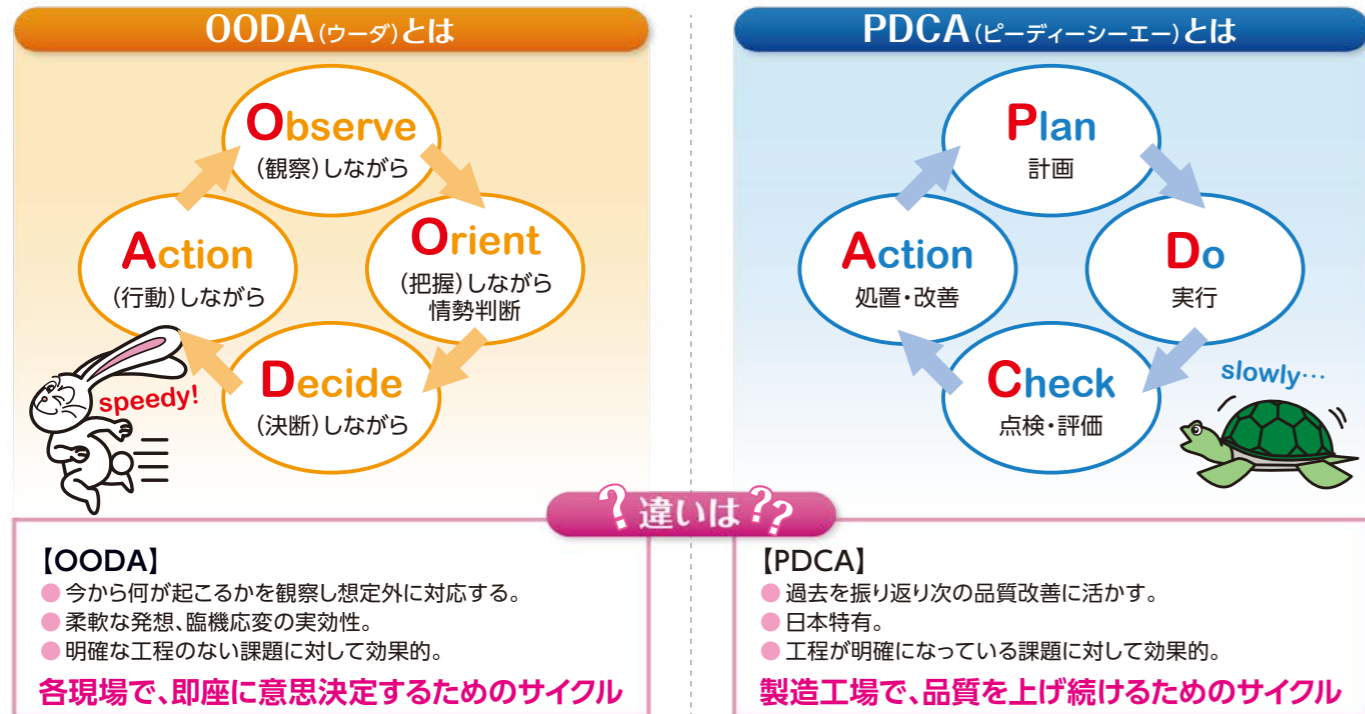 OODA(ウーダ)とは
Observe
(観察)しながら
Orient
(把握)しながら
情勢判断
Decide
(決断)しながら
Action
(行動)しながら
speedy!
PDCA(ピーディーシーエー)とは
Plan
計画
Do
実行
Check
点検・評価
Action
処置・改善
slowly…
?違いは??
【OODA】
●今から何が起こるかを観察し想定外に対応する。
●柔軟な発想、臨機応変の実効性。
●明確な工程のない課題に対して効果的。
各現場で、即座に意思決定するためのサイクル
【PDCA】
●過去を振り返り次の品質改善に活かす。
●日本特有。
●工程が明確になっている課題に対して効果的。
製造工場で、品質を上げ続けるためのサイクル